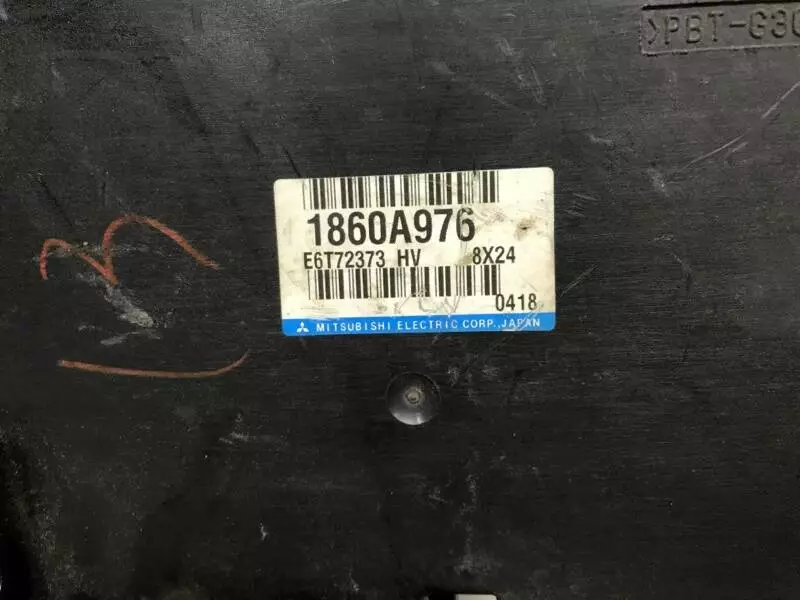 >PBT-G30
1860A976
E6T72373 HV 8X24
0418
MITSUBISHI ELECTRIC CORP., JAPAN